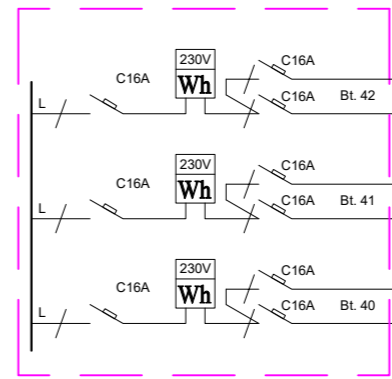 230V C16A
C16A Wh C16A Bt. 42
L
230V C16A
C16A Wh C16A Bt. 41
L
230V C16A
C16A Wh C16A Bt. 40
L